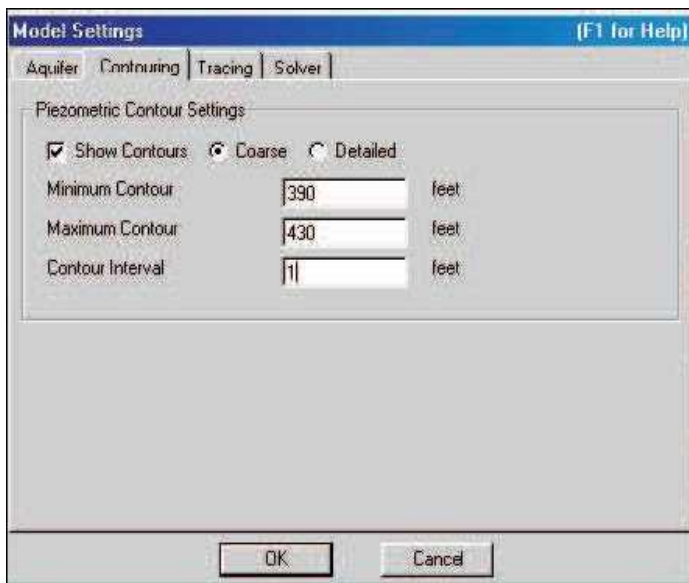 Model Settings (F1 for Help)
Aquifer Contouring Tracing Solver
Piezometric Contour Settings
Show Contours Coarse Detailed
Minimum Contour 390 feet
Maximum Contour 430 feet
Contour Interval 1 feet
OK Cancel